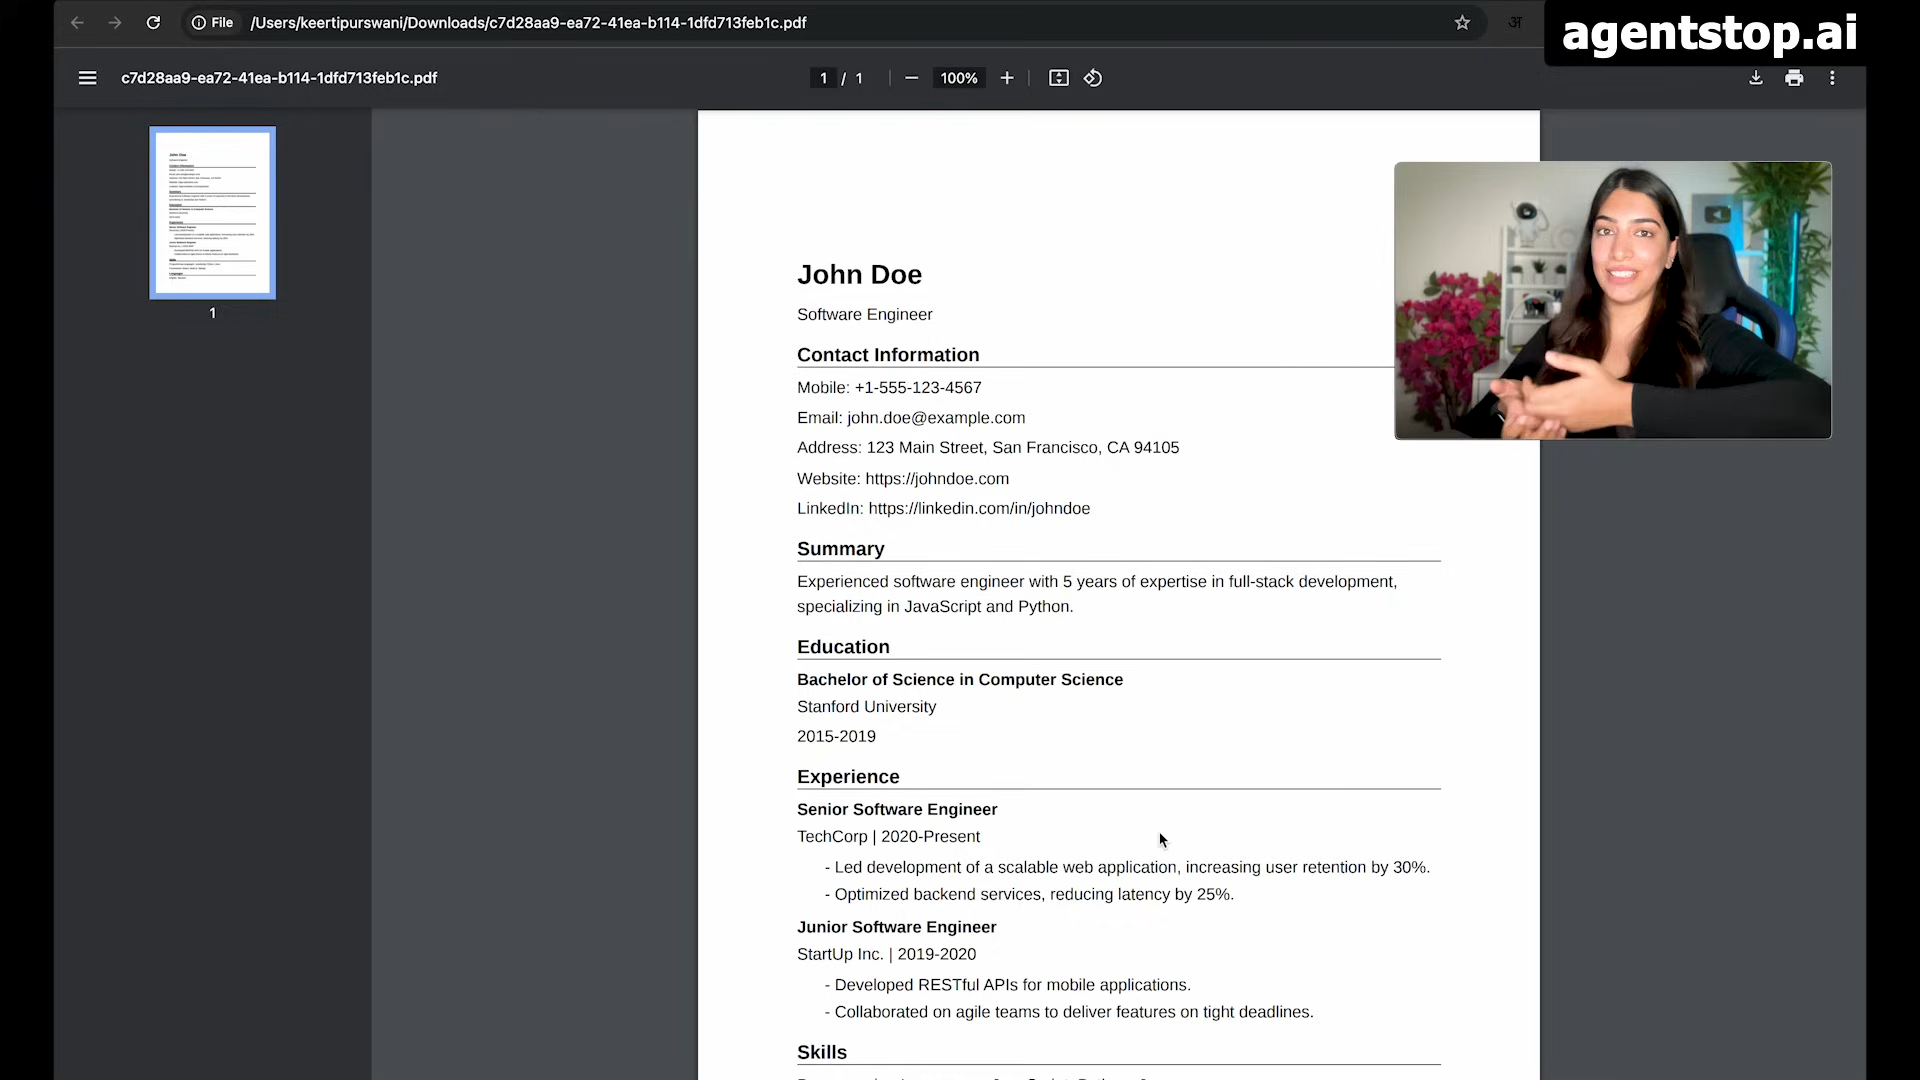 File
/Users/keertipurswani/Downloads/c7d28aa9-ea72-41ea-b114-1dfd713feb1c.pdf
अ
agentstop.ai
c7d28aa9-ea72-41ea-b114-1dfd713feb1c.pdf
1 / 1
100%
1
John Doe
Software Engineer
Contact Information
Mobile: +1-555-123-4567
Email: john.doe@example.com
Address: 123 Main Street, San Francisco, CA 94105
Website: https://johndoe.com
LinkedIn: https://linkedin.com/in/johndoe
Summary
Experienced software engineer with 5 years of expertise in full-stack development,
specializing in JavaScript and Python.
Education
Bachelor of Science in Computer Science
Stanford University
2015-2019
Experience
Senior Software Engineer
TechCorp | 2020-Present
- Led development of a scalable web application, increasing user retention by 30%.
- Optimized backend services, reducing latency by 25%.
Junior Software Engineer
StartUp Inc. | 2019-2020
- Developed RESTful APIs for mobile applications.
- Collaborated on agile teams to deliver features on tight deadlines.
Skills